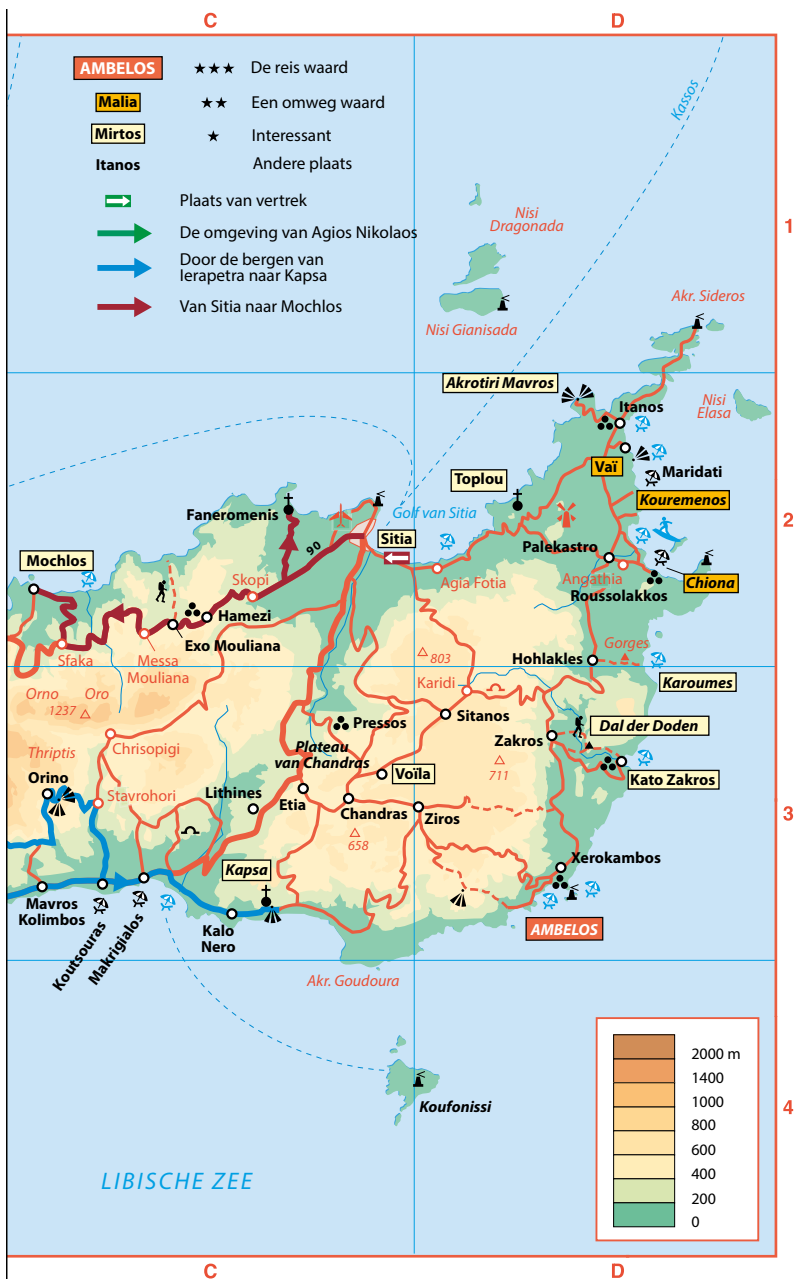 C
D
AMBELOS
★★★
De reis waard
Malia
★★
Een omweg waard
Mirtos
★
Interessant
Itanos
Andere plaats
Plaats van vertrek
De omgeving van Agios Nikolaos
Door de bergen van
Ierapetra naar Kapsa
Van Sitia naar Mochlos
Kassos
1
Nisi
Dragonada
Nisi Gianisada
Akr. Sideros
Akrotiri Mavros
Itanos
Nisi
Elasa
Vaï
Maridati
Toplou
Kouremenos
Faneromenis
Golf van Sitia
2
Sitia
90
Palekastro
Mochlos
Skopi
Agia Fotia
Angathia
Chiona
Roussolakkos
Hamezi
Exo Mouliana
Sfaka
Messa
Mouliana
803
Hohlakles
Gorges
Karoumes
Orno Oro
1237
Karidi
Sitanos
Pressos
Dal der Doden
Chrisopigi
Plateau
van Chandras
Zakros
Thriptis
711
Orino
Voïla
Kato Zakros
Stavrohori
Lithines
Etia
Chandras
Ziros
3
658
Xerokambos
Kapsa
Mavros
Kolimbos
Koutsouras
Makrigialos
Kalo
Nero
AMBELOS
Akr. Goudoura
2000 m
1400
1000
800
600
400
200
0
Koufonissi
4
LIBISCHE ZEE
C
D